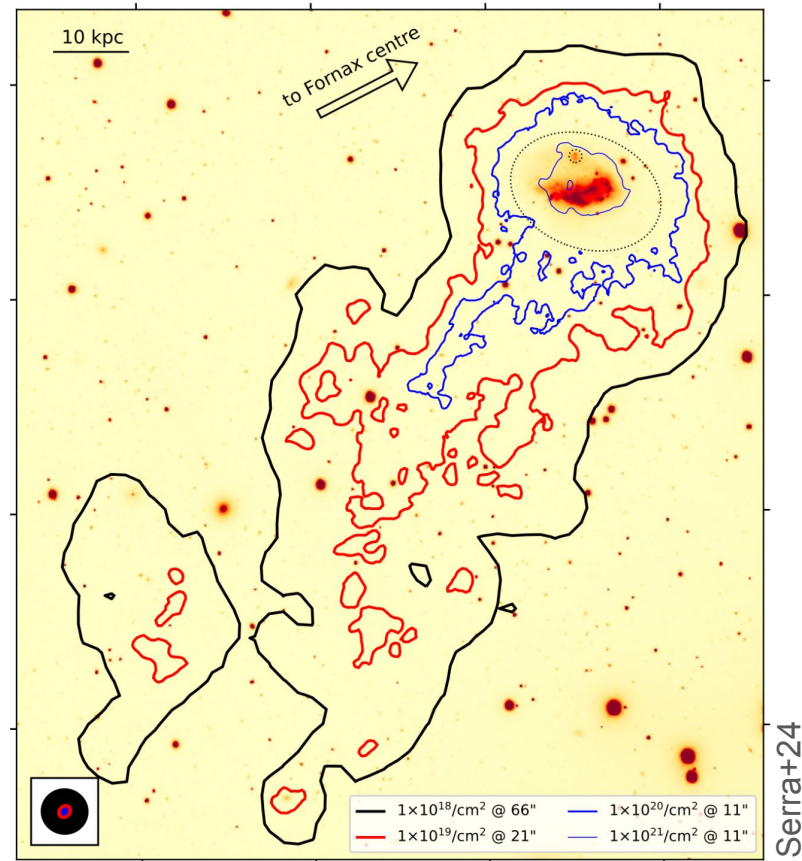 10 kpc
to Fornax centre
1×10¹⁸/cm² @ 66"
1×10¹⁹/cm² @ 21"
1×10²⁰/cm² @ 11"
1×10²¹/cm² @ 11"
Serra+24